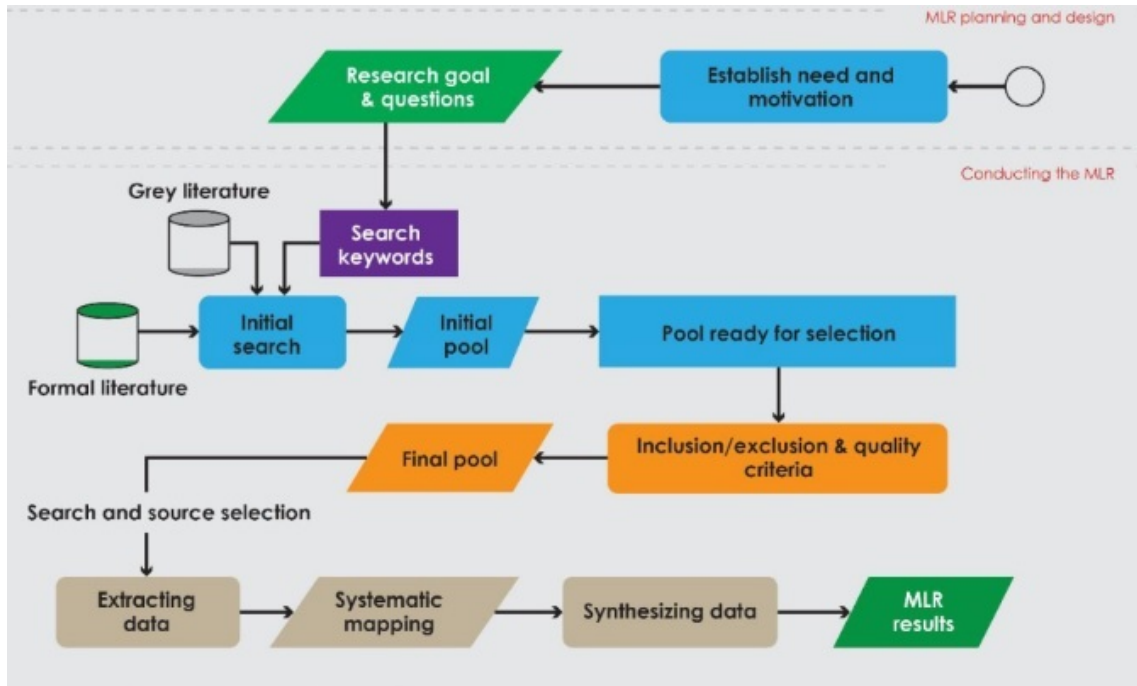 MLR planning and design
Research goal
& questions
Establish need and
motivation
Conducting the MLR
Grey literature
Search
keywords
Initial
search
Initial
pool
Pool ready for selection
Formal literature
Final pool
Inclusion/exclusion & quality
criteria
Search and source selection
Extracting
data
Systematic
mapping
Synthesizing data
MLR
results